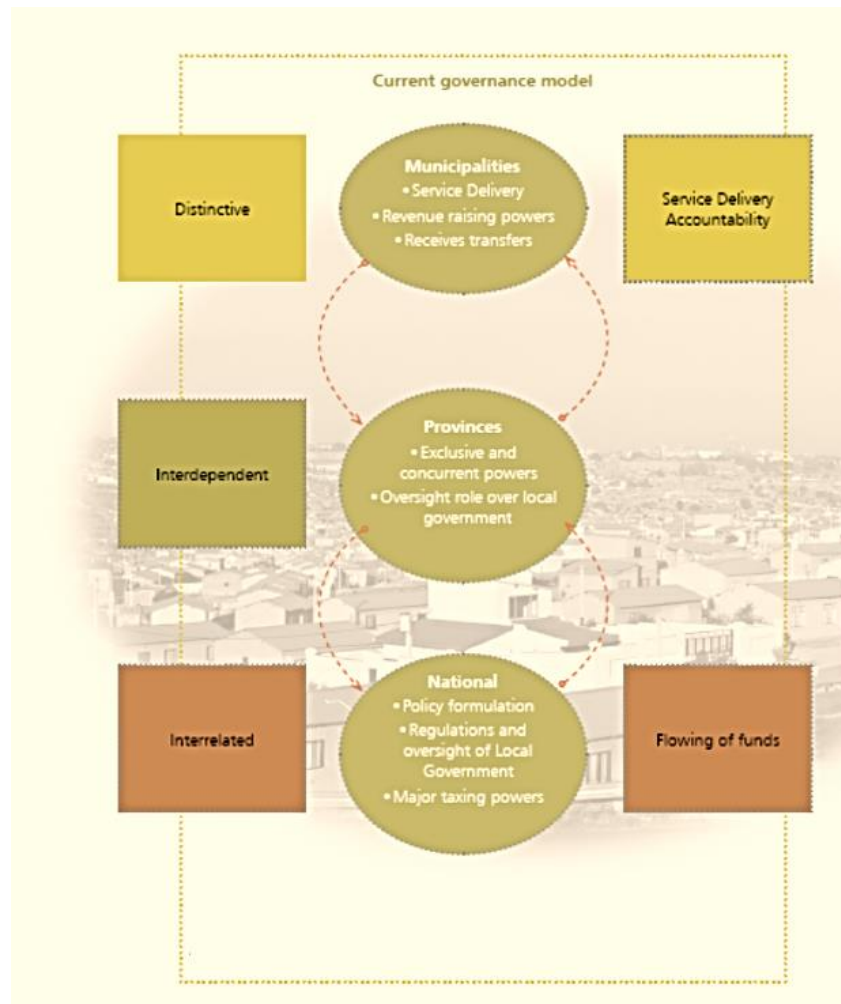 Current governance model
Distinctive
Municipalities
• Service Delivery
• Revenue raising powers
• Receives transfers
Service Delivery
Accountability
Interdependent
Provinces
• Exclusive and
concurrent powers
• Oversight role over local
government
Interrelated
National
• Policy formulation
• Regulations and
oversight of Local
Government
• Major taxing powers
Flowing of funds